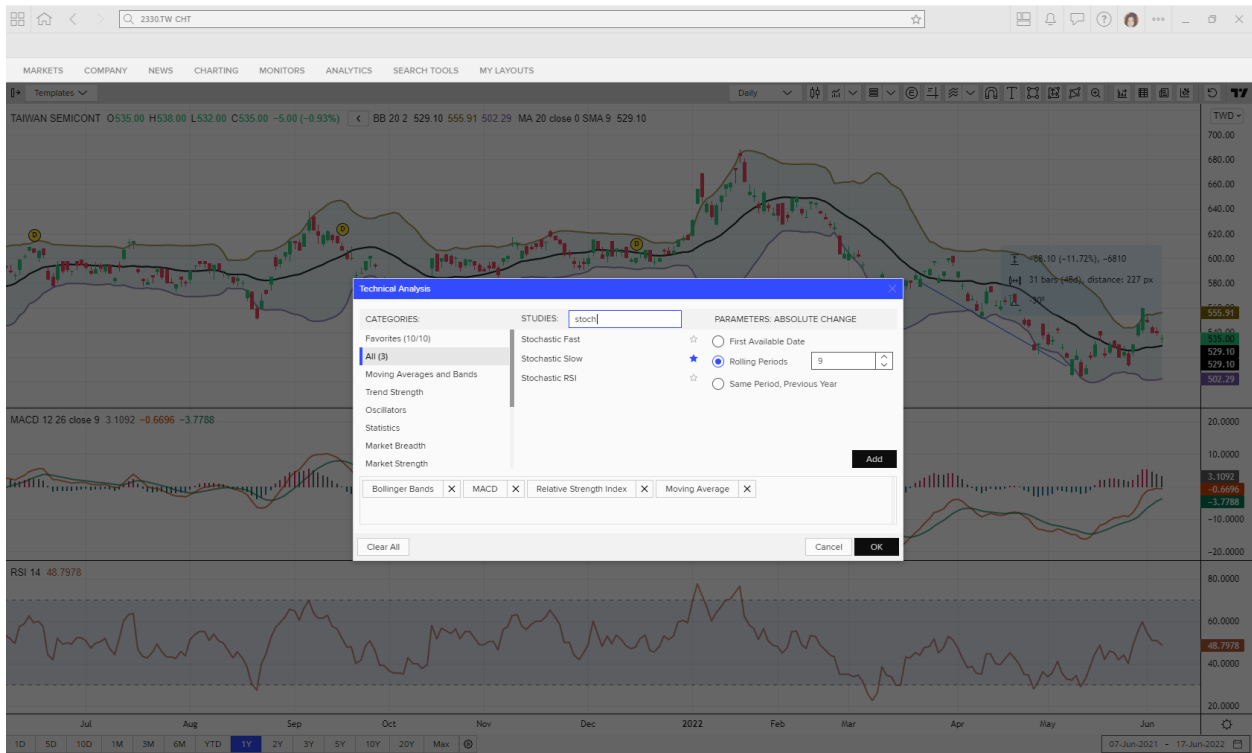 2330.TW CHT
MARKETS COMPANY NEWS CHARTING MONITORS ANALYTICS SEARCH TOOLS MY LAYOUTS
Templates Daily
TAIWAN SEMICONT O535.00 H538.00 L532.00 C535.00 −5.00 (−0.93%) BB 20 2 529.10 555.91 502.29 MA 20 close 0 SMA 9 529.10
TWD
700.00
680.00
660.00
640.00
620.00
600.00
580.00
560.00
555.91
540.00
535.00
529.10
529.10
502.29
D
D
D
−68.10 (−11.72%), −6810
31 bars (48d), distance: 227 px
−30°
Technical Analysis
CATEGORIES:
Favorites (10/10)
All (3)
Moving Averages and Bands
Trend Strength
Oscillators
Statistics
Market Breadth
Market Strength
STUDIES: stoch
Stochastic Fast
Stochastic Slow
Stochastic RSI
PARAMETERS: ABSOLUTE CHANGE
First Available Date
Rolling Periods 9
Same Period, Previous Year
Add
Bollinger Bands MACD Relative Strength Index Moving Average
Clear All Cancel OK
MACD 12 26 close 9 3.1092 −0.6696 −3.7788
20.0000
10.0000
3.1092
−0.6696
−3.7788
−10.0000
−20.0000
RSI 14 48.7978
80.0000
60.0000
48.7978
40.0000
20.0000
Jul Aug Sep Oct Nov Dec 2022 Feb Mar Apr May Jun
1D 5D 10D 1M 3M 6M YTD 1Y 2Y 3Y 5Y 10Y 20Y Max 07-Jun-2021 - 17-Jun-2022